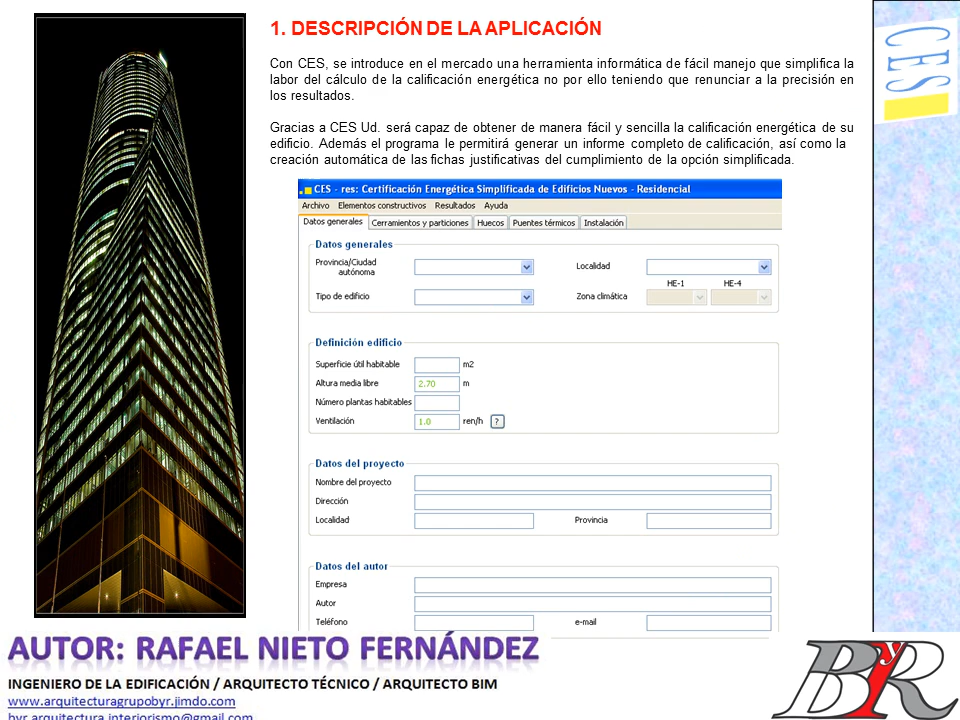 1. DESCRIPCIÓN DE LA APLICACIÓN
Con CES, se introduce en el mercado una herramienta informática de fácil manejo que simplifica la
labor del cálculo de la calificación energética no por ello teniendo que renunciar a la precisión en
los resultados.
Gracias a CES Ud. será capaz de obtener de manera fácil y sencilla la calificación energética de su
edificio. Además el programa le permitirá generar un informe completo de calificación, así como la
creación automática de las fichas justificativas del cumplimiento de la opción simplificada.
CES
CES - res: Certificación Energética Simplificada de Edificios Nuevos - Residencial
Archivo Elementos constructivos Resultados Ayuda
Datos generales Cerramientos y particiones Huecos Puentes térmicos Instalación
Datos generales
Provincia/Ciudad autónoma Localidad
HE-1 HE-4
Tipo de edificio Zona climática
Definición edificio
Superficie útil habitable m2
Altura media libre 2.70 m
Número plantas habitables
Ventilación 1.0 ren/h ?
Datos del proyecto
Nombre del proyecto
Dirección
Localidad Provincia
Datos del autor
Empresa
Autor
Teléfono e-mail
AUTOR: RAFAEL NIETO FERNÁNDEZ
INGENIERO DE LA EDIFICACIÓN / ARQUITECTO TÉCNICO / ARQUITECTO BIM
www.arquitecturagrupobyr.jimdo.com
byr.arquitectura.interiorismo@gmail.com
ByR